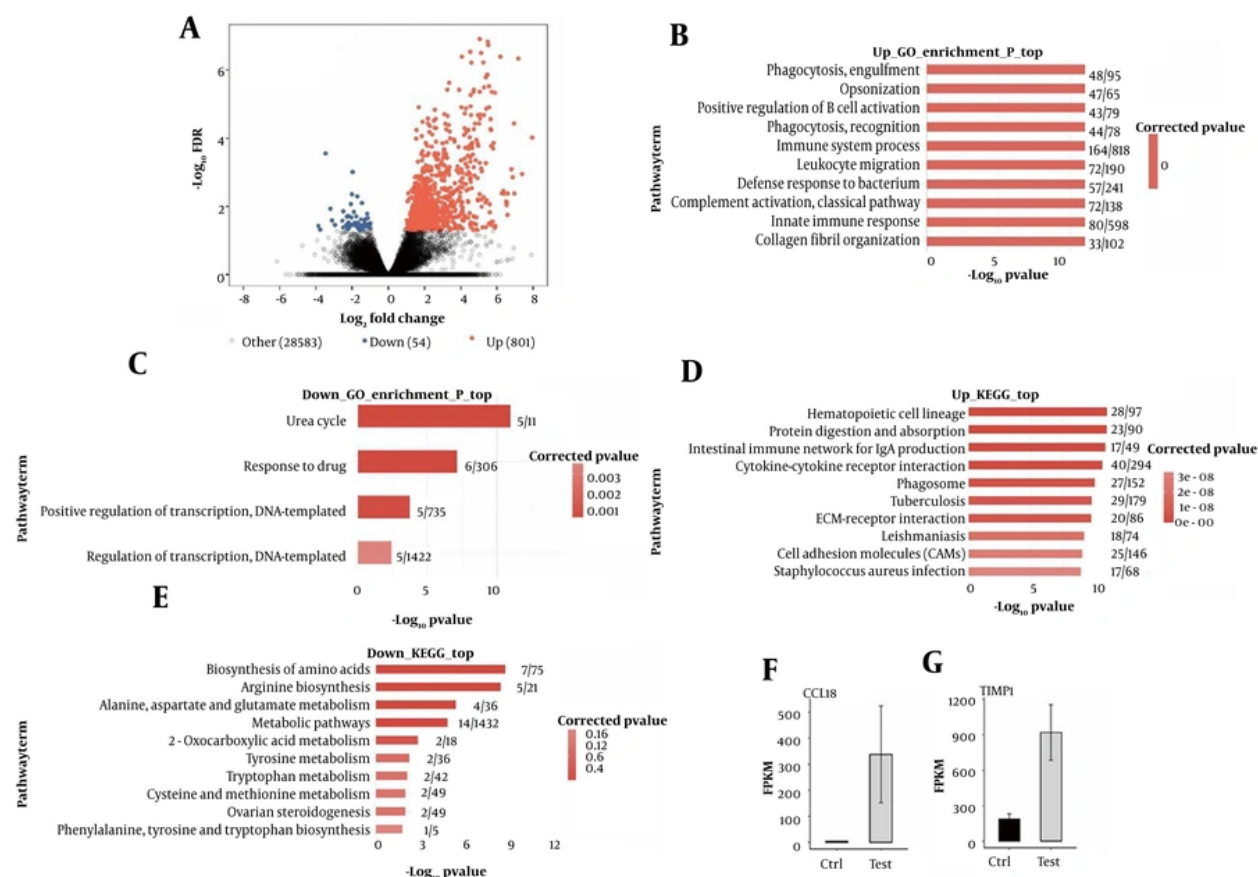 A
-Log₁₀ FDR
6
4
2
0
-8 -6 -4 -2 0 2 4 6 8
Log₂ fold change
Other (28583) Down (54) Up (801)
B
Up_GO_enrichment_P_top
Pathwayterm
Phagocytosis, engulfment 48/95
Opsonization 47/65
Positive regulation of B cell activation 43/79
Phagocytosis, recognition 44/78
Immune system process 164/818
Leukocyte migration 72/190
Defense response to bacterium 57/241
Complement activation, classical pathway 72/138
Innate immune response 80/598
Collagen fibril organization 33/102
0 5 10
-Log₁₀ pvalue
Corrected pvalue
0
C
Down_GO_enrichment_P_top
Pathwayterm
Urea cycle 5/11
Response to drug 6/306
Positive regulation of transcription, DNA-templated 5/735
Regulation of transcription, DNA-templated 5/1422
0 5 10
-Log₁₀ pvalue
Corrected pvalue
0.003
0.002
0.001
D
Up_KEGG_top
Pathwayterm
Hematopoietic cell lineage 28/97
Protein digestion and absorption 23/90
Intestinal immune network for IgA production 17/49
Cytokine-cytokine receptor interaction 40/294
Phagosome 27/152
Tuberculosis 29/179
ECM-receptor interaction 20/86
Leishmaniasis 18/74
Cell adhesion molecules (CAMs) 25/146
Staphylococcus aureus infection 17/68
0 5 10
-Log₁₀ pvalue
Corrected pvalue
3e-08
2e-08
1e-08
0e-00
E
Down_KEGG_top
Pathwayterm
Biosynthesis of amino acids 7/75
Arginine biosynthesis 5/21
Alanine, aspartate and glutamate metabolism 4/36
Metabolic pathways 14/1432
2-Oxocarboxylic acid metabolism 2/18
Tyrosine metabolism 2/36
Tryptophan metabolism 2/42
Cysteine and methionine metabolism 2/49
Ovarian steroidogenesis 2/49
Phenylalanine, tyrosine and tryptophan biosynthesis 1/5
0 3 6 9 12
-Log₁₀ pvalue
Corrected pvalue
0.16
0.12
0.6
0.4
F
CCL18
FPKM
500
400
300
200
100
0
Ctrl Test
G
TIMP1
FPKM
1200
900
600
300
0
Ctrl Test